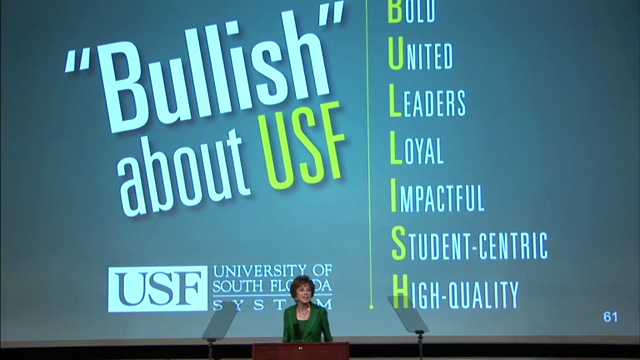 "Bullish"
about USF
BOLD
UNITED
LEADERS
LOYAL
IMPACTFUL
STUDENT-CENTRIC
HIGH-QUALITY
USF
UNIVERSITY OF
SOUTH FLORIDA
SYSTEM
61